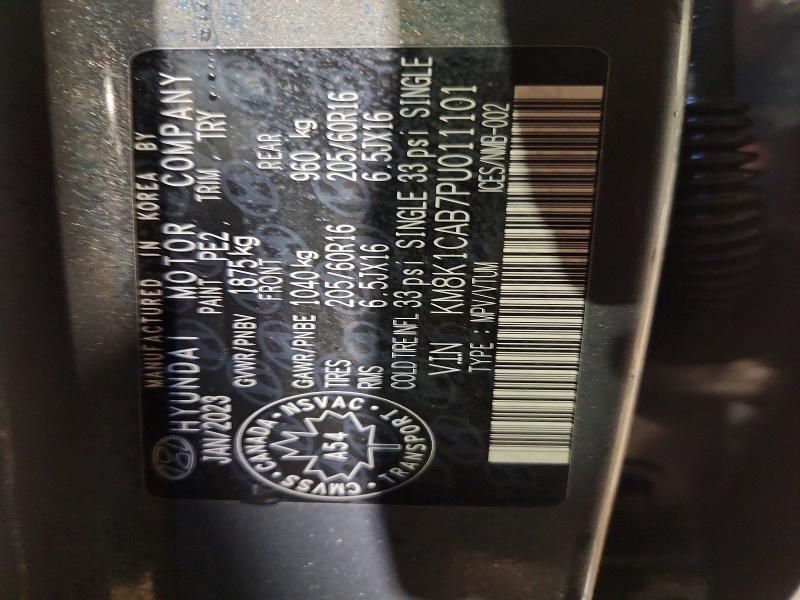 MANUFACTURED IN KOREA BY
HYUNDAI MOTOR COMPANY
JAN/2023 PAINT PE2 TRIM, TRY
GVWR/PNBV 1875kg
FRONT REAR
GAWR/PNBE 1040kg 960 kg
TIRES 205/60R16 205/60R16
RIMS 6.5JX16 6.5JX16
COLD TIRE INFL 33 psi SINGLE 33 psi SINGLE
VIN KM8K1CAB7PU011101
TYPE : MPV/VTUM ICES/NMB-002
CMVSS · CANADA · NSVAC · TRANSPORT ·
A54